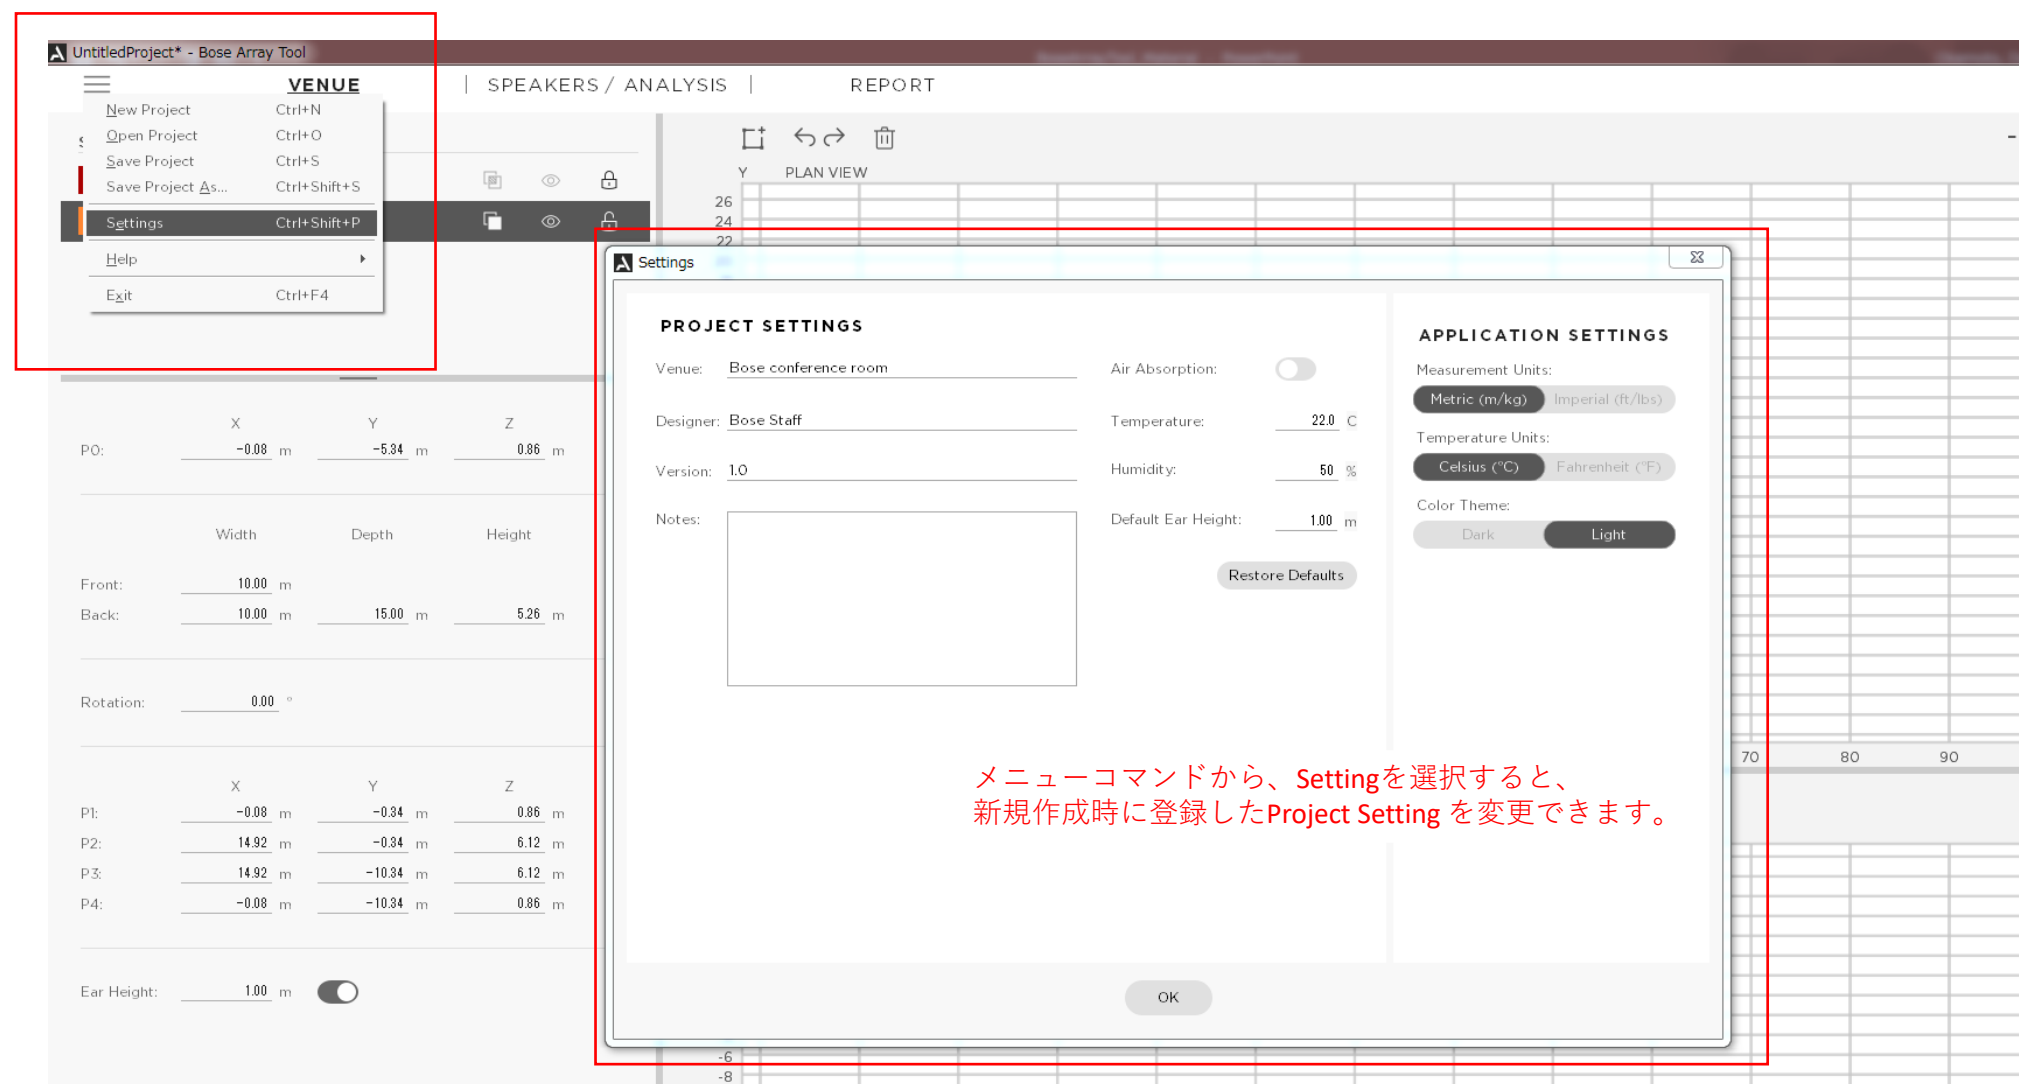 UntitledProject* - Bose Array Tool
VENUE | SPEAKERS / ANALYSIS | REPORT
New Project Ctrl+N
Open Project Ctrl+O
Save Project Ctrl+S
Save Project As... Ctrl+Shift+S
Settings Ctrl+Shift+P
Help
Exit Ctrl+F4
Y PLAN VIEW
26
24
22
X Y Z
P0: -0.08 m -5.34 m 0.86 m
Width Depth Height
Front: 10.00 m
Back: 10.00 m 15.00 m 5.26 m
Rotation: 0.00 °
X Y Z
P1: -0.08 m -0.34 m 0.86 m
P2: 14.92 m -0.34 m 6.12 m
P3: 14.92 m -10.34 m 6.12 m
P4: -0.08 m -10.34 m 0.86 m
Ear Height: 1.00 m
Settings
PROJECT SETTINGS
Venue: Bose conference room
Designer: Bose Staff
Version: 1.0
Notes:
Air Absorption:
Temperature: 22.0 C
Humidity: 50 %
Default Ear Height: 1.00 m
Restore Defaults
APPLICATION SETTINGS
Measurement Units:
Metric (m/kg) Imperial (ft/lbs)
Temperature Units:
Celsius (°C) Fahrenheit (°F)
Color Theme:
Dark Light
メニューコマンドから、Settingを選択すると、
新規作成時に登録したProject Setting を変更できます。
OK
70 80 90
-6
-8